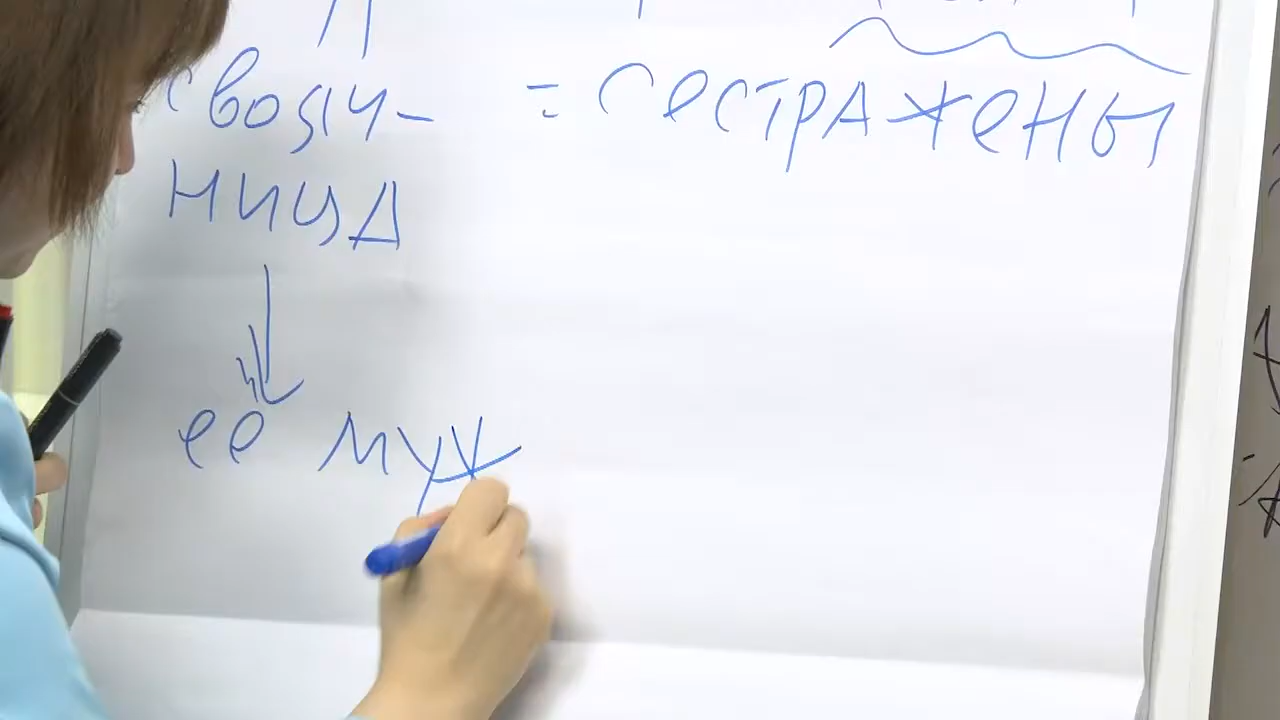 свояч- = сестра жены
ница
ее муж